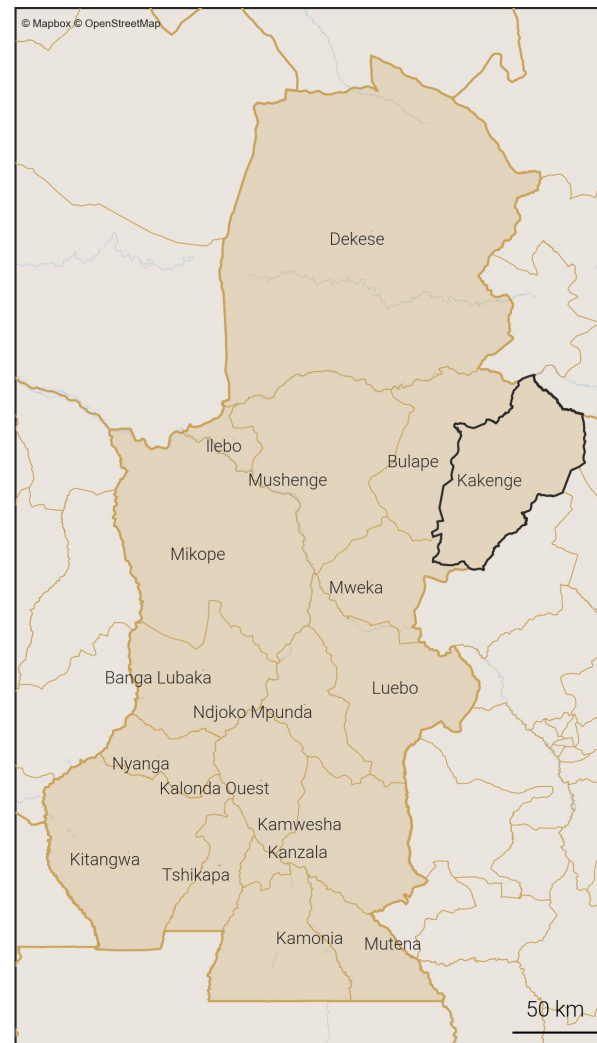 © Mapbox © OpenStreetMap
Dekese
Ilebo
Bulape
Mushenge
Kakenge
Mikope
Mweka
Banga Lubaka
Luebo
Ndjoko Mpunda
Nyanga
Kalonda Ouest
Kamwesha
Kanzala
Kitangwa
Tshikapa
Kamonia
Mutena
50 km